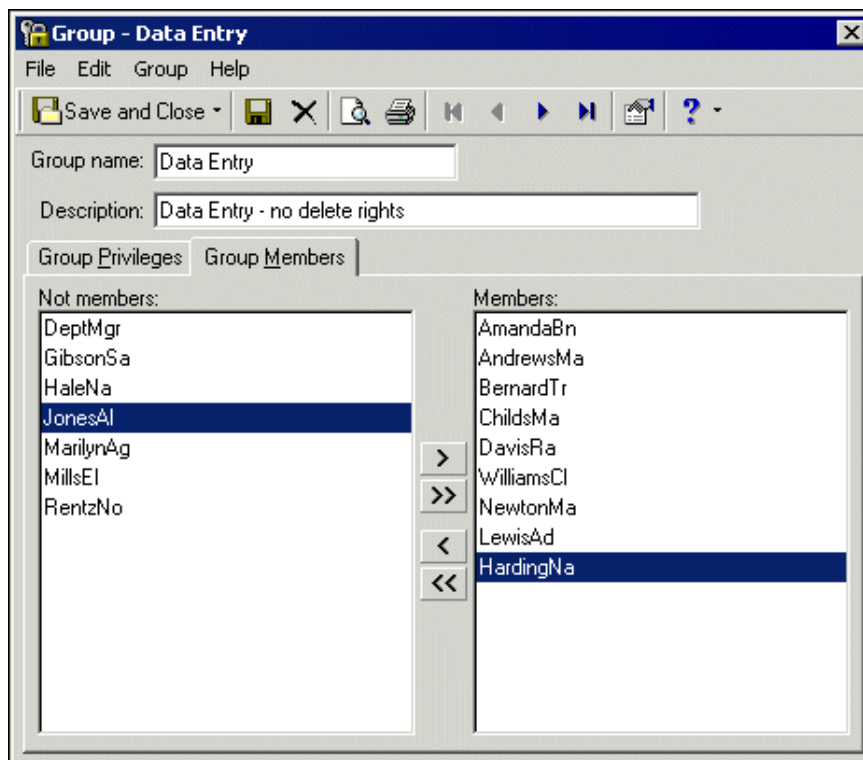 Group - Data Entry
File Edit Group Help
Save and Close
Group name: Data Entry
Description: Data Entry - no delete rights
Group Privileges Group Members
Not members:
DeptMgr
GibsonSa
HaleNa
JonesAl
MarilynAg
MillsEl
RentzNo
>
>>
<
<<
Members:
AmandaBn
AndrewsMa
BernardTr
ChildsMa
DavisRa
WilliamsCl
NewtonMa
LewisAd
HardingNa